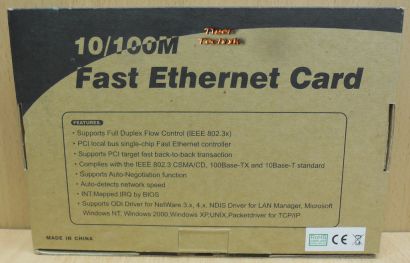 10/100M
Tiger
Technik
Fast Ethernet Card
FEATURES:
• Supports Full Duplex Flow Control (IEEE 802.3x)
• PCI local bus single-chip Fast Ethernet controller
• Supports PCI target fast back-to-back transaction
• Complies with the IEEE 802.3 CSMA/CD, 100Base-TX and 10Base-T standard
• Supports Auto-Negotiation function
• Auto-detects network speed
• INT:Mapped IRQ by BIOS
• Supports ODI Driver for NetWare 3.x, 4.x, NDIS Driver for LAN Manager, Microsoft
Windows NT, Windows 2000,Windows XP,UNIX,Packetdriver for TCP/IP
MADE IN CHINA
CE